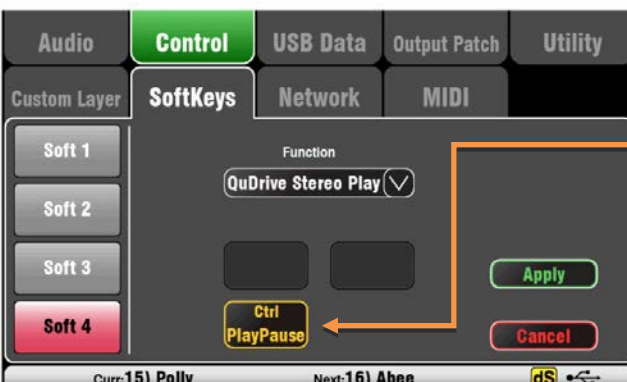 Audio Control USB Data Output Patch Utility
Custom Layer SoftKeys Network MIDI
Soft 1
Soft 2
Soft 3
Soft 4
Function
QuDrive Stereo Play
Ctrl
PlayPause
Apply
Cancel
Curr:15) Polly Next:16) Abee dS